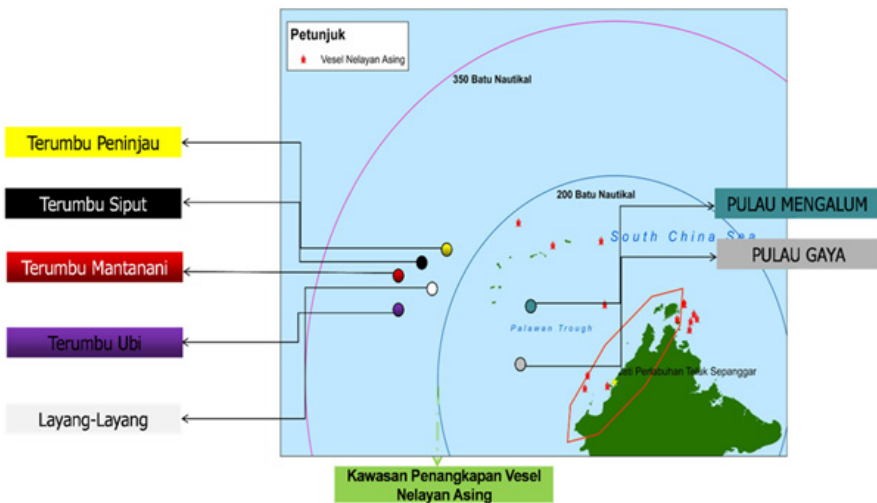 Petunjuk
Vesel Nelayan Asing
350 Batu Nautikal
Terumbu Peninjau
200 Batu Nautikal
Terumbu Siput
PULAU MENGALUM
South China Sea
PULAU GAYA
Terumbu Mantanani
Terumbu Ubi
Palawan Trough
Pelabuhan Teluk Sepanggar
Layang-Layang
Kawasan Penangkapan Vesel
Nelayan Asing